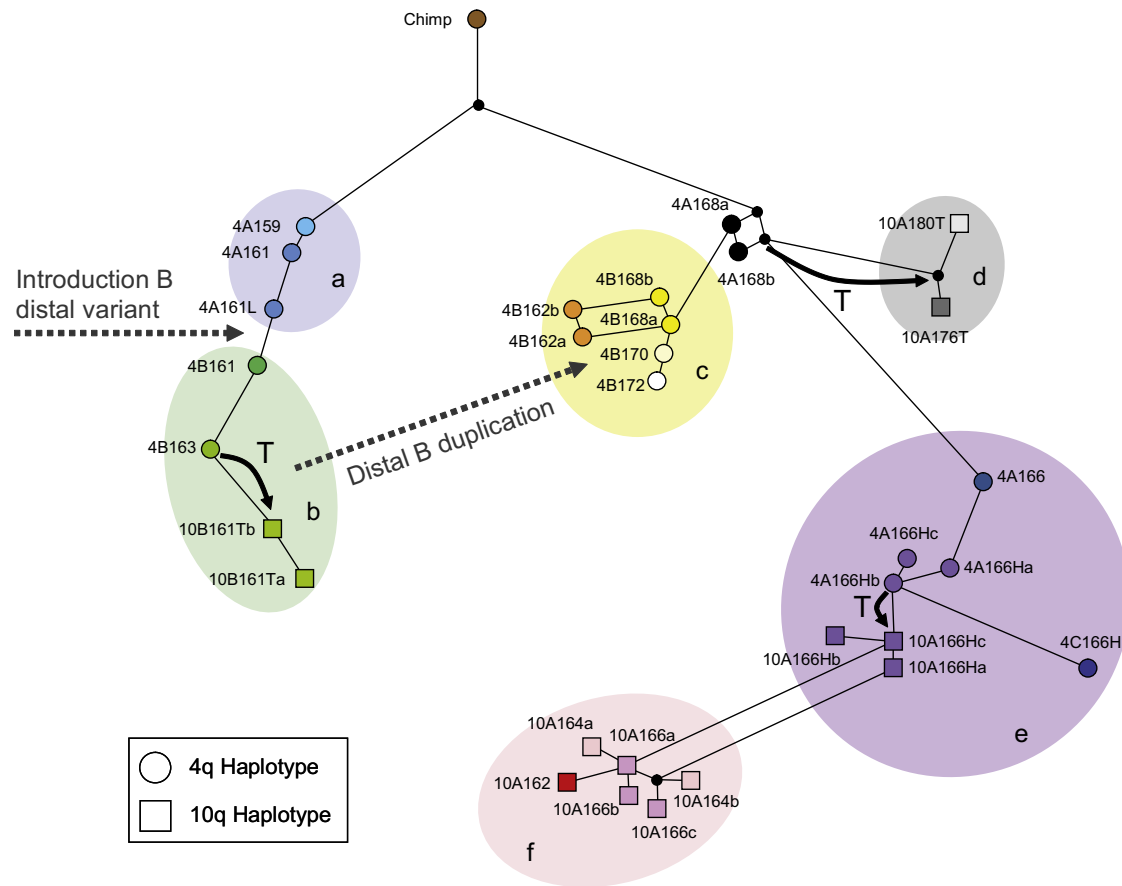 Chimp
4A159
4A161
a
4A161L
Introduction B
distal variant
4B161
4B163
T
b
10B161Tb
10B161Ta
Distal B duplication
4B168b
4B162b
4B168a
4B162a
4B170
c
4B172
4A168a
4A168b
T
10A180T
d
10A176T
4A166
4A166Hc
4A166Ha
4A166Hb
T
10A166Hc
4C166H
10A166Hb
10A166Ha
e
10A164a
10A166a
10A162
10A166b
10A164b
10A166c
f
4q Haplotype
10q Haplotype